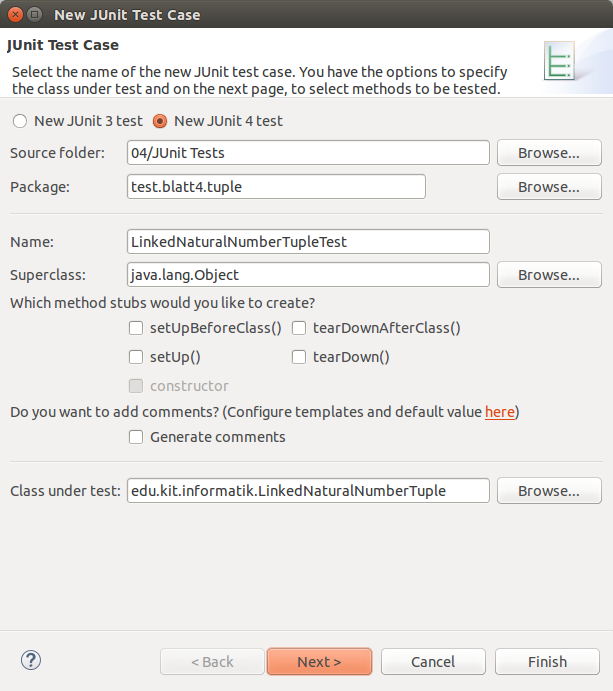 New JUnit Test Case
JUnit Test Case
Select the name of the new JUnit test case. You have the options to specify
the class under test and on the next page, to select methods to be tested.
New JUnit 3 test New JUnit 4 test
Source folder: 04/JUnit Tests Browse...
Package: test.blatt4.tuple Browse...
Name: LinkedNaturalNumberTupleTest
Superclass: java.lang.Object Browse...
Which method stubs would you like to create?
setUpBeforeClass() tearDownAfterClass()
setUp() tearDown()
constructor
Do you want to add comments? (Configure templates and default value here)
Generate comments
Class under test: edu.kit.informatik.LinkedNaturalNumberTuple Browse...
? < Back Next > Cancel Finish